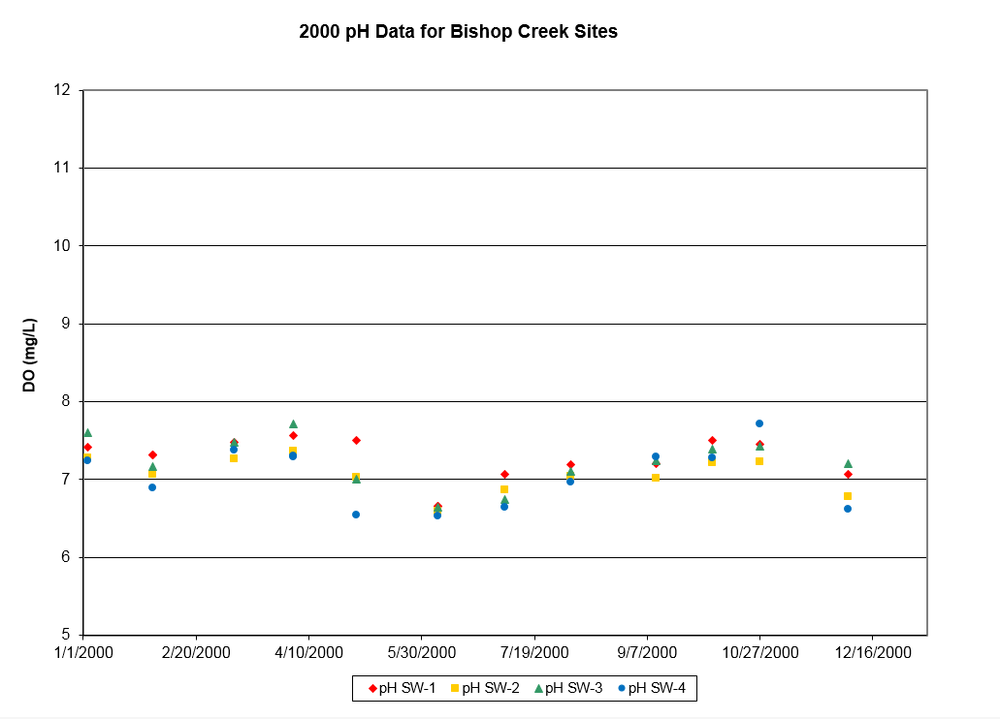 2000 pH Data for Bishop Creek Sites
12
11
10
9
8
7
6
5
DO (mg/L)
1/1/2000 2/20/2000 4/10/2000 5/30/2000 7/19/2000 9/7/2000 10/27/2000 12/16/2000
pH SW-1 pH SW-2 pH SW-3 pH SW-4